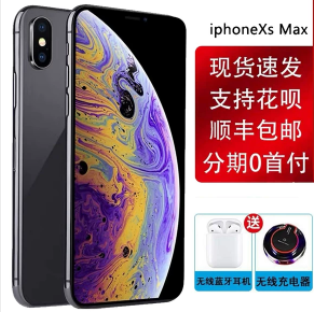 iphoneXs Max
现货速发
支持花呗
顺丰包邮
分期0首付
送
无线蓝牙耳机
无线充电器